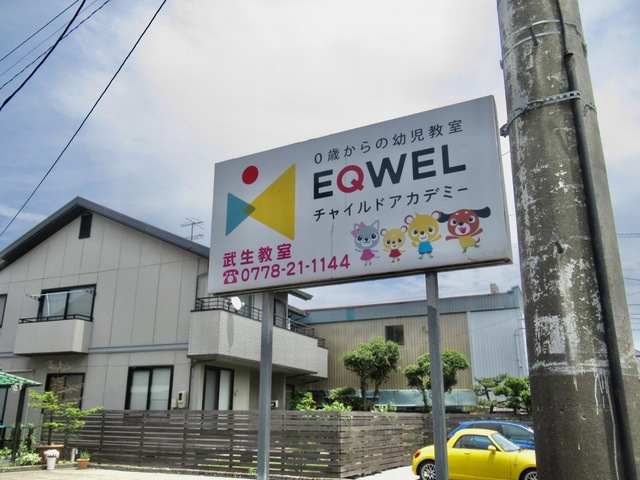 0歳からの幼児教室
EQWEL
チャイルドアカデミー
武生教室
☎0778-21-1144